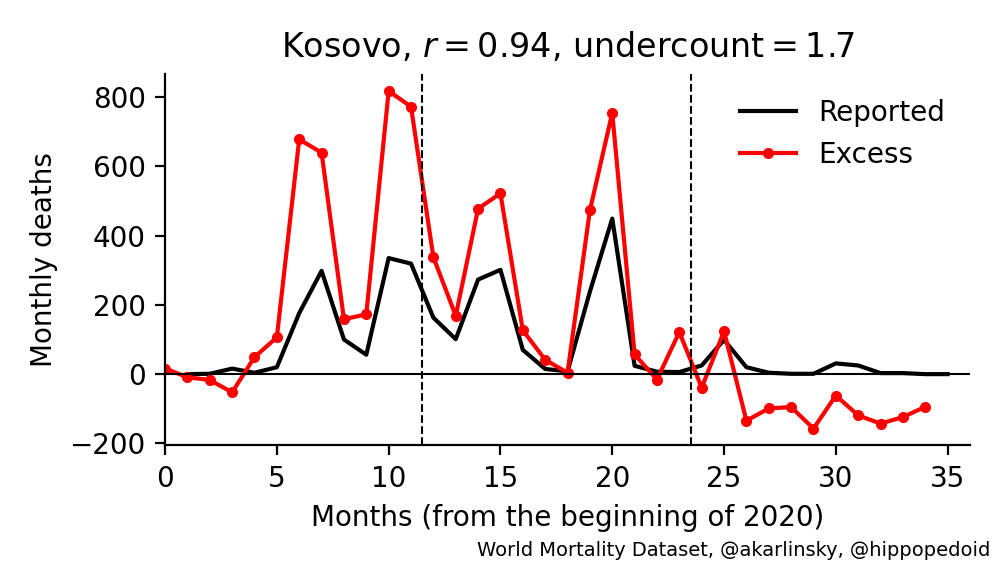 Kosovo, r = 0.94, undercount = 1.7
800
600
400
200
0
−200
Monthly deaths
Reported
Excess
0 5 10 15 20 25 30 35
Months (from the beginning of 2020)
World Mortality Dataset, @akarlinsky, @hippopedoid